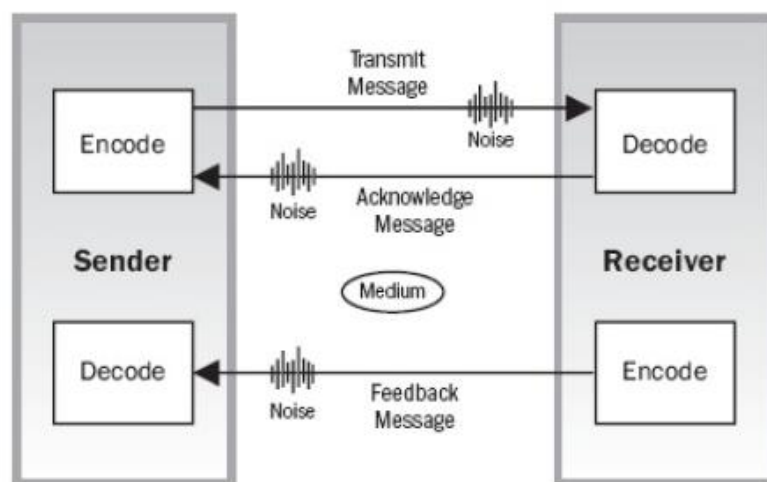 Transmit
Message
Encode
Noise
Decode
Noise
Acknowledge
Message
Sender
Receiver
Medium
Decode
Encode
Noise
Feedback
Message